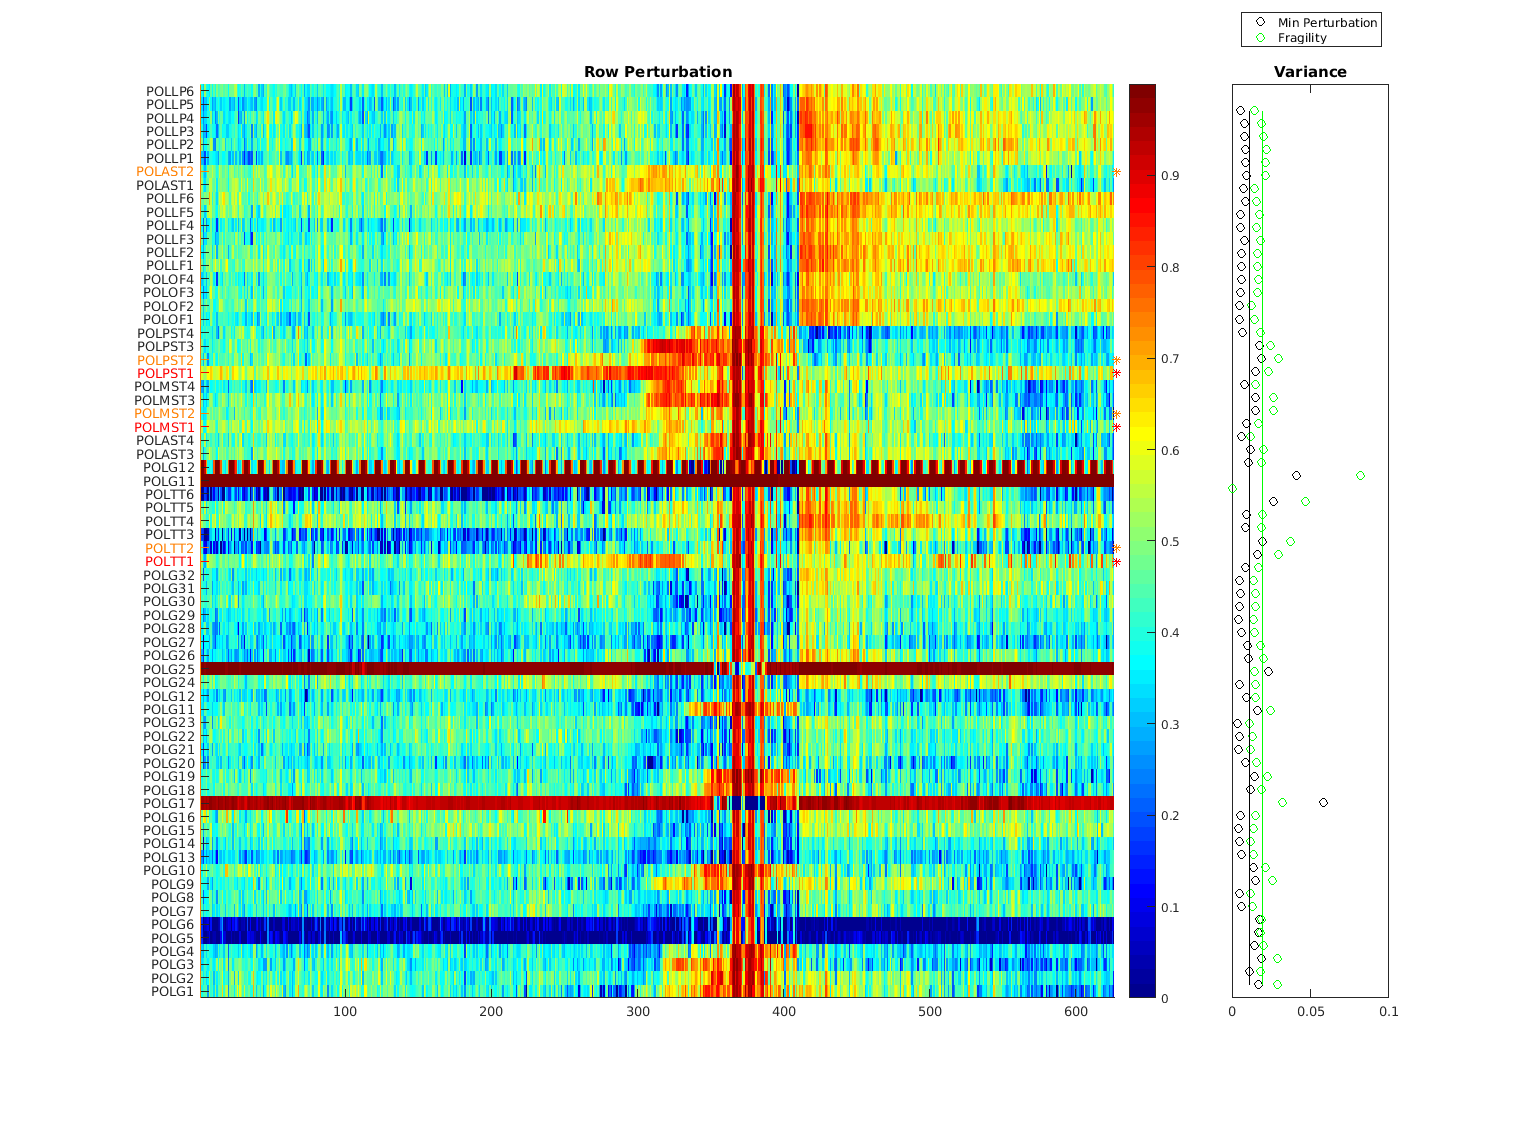 Min Perturbation
Fragility
Row Perturbation
Variance
POLLP6
POLLP5
POLLP4
POLLP3
POLLP2
POLLP1
POLAST2
POLAST1
POLLF6
POLLF5
POLLF4
POLLF3
POLLF2
POLLF1
POLOF4
POLOF3
POLOF2
POLOF1
POLPST4
POLPST3
POLPST2
POLPST1
POLMST4
POLMST3
POLMST2
POLMST1
POLAST4
POLAST3
POLG12
POLG11
POLTT6
POLTT5
POLTT4
POLTT3
POLTT2
POLTT1
POLG32
POLG31
POLG30
POLG29
POLG28
POLG27
POLG26
POLG25
POLG24
POLG12
POLG11
POLG23
POLG22
POLG21
POLG20
POLG19
POLG18
POLG17
POLG16
POLG15
POLG14
POLG13
POLG10
POLG9
POLG8
POLG7
POLG6
POLG5
POLG4
POLG3
POLG2
POLG1
100 200 300 400 500 600
0.9
0.8
0.7
0.6
0.5
0.4
0.3
0.2
0.1
0
0 0.05 0.1